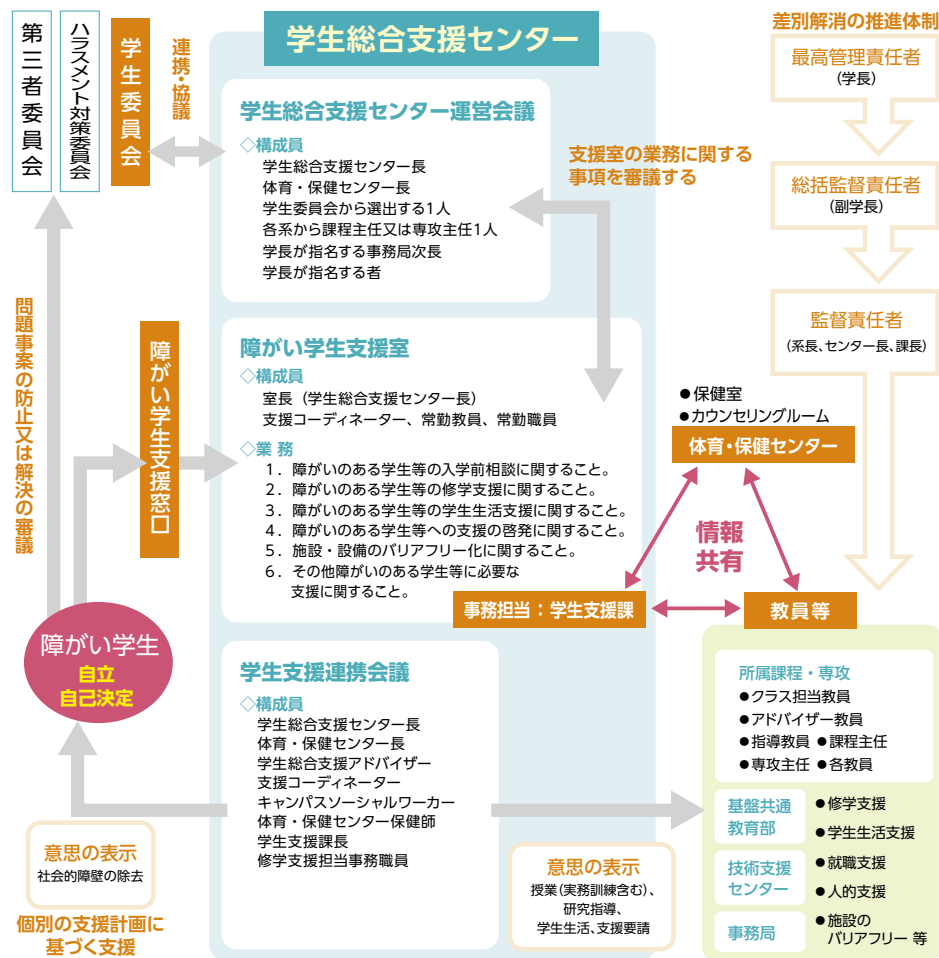 第三者委員会
ハラスメント対策委員会
学生委員会
連携・協議
学生総合支援センター
学生総合支援センター運営会議
◇構成員
学生総合支援センター長
体育・保健センター長
学生委員会から選出する1人
各系から課程主任又は専攻主任1人
学長が指名する事務局次長
学長が指名する者
支援室の業務に関する
事項を審議する
差別解消の推進体制
最高管理責任者
(学長)
総括監督責任者
(副学長)
監督責任者
(系長、センター長、課長)
問題事案の防止又は解決の審議
障がい学生支援窓口
障がい学生支援室
◇構成員
室長（学生総合支援センター長）
支援コーディネーター、常勤教員、常勤職員
◇業 務
1．障がいのある学生等の入学前相談に関すること。
2．障がいのある学生等の修学支援に関すること。
3．障がいのある学生等の学生生活支援に関すること。
4．障がいのある学生等への支援の啓発に関すること。
5．施設・設備のバリアフリー化に関すること。
6．その他障がいのある学生等に必要な
支援に関すること。
●保健室
●カウンセリングルーム
体育・保健センター
情報
共有
事務担当：学生支援課
教員等
障がい学生
自立
自己決定
学生支援連携会議
◇構成員
学生総合支援センター長
体育・保健センター長
学生総合支援アドバイザー
支援コーディネーター
キャンパスソーシャルワーカー
体育・保健センター保健師
学生支援課長
修学支援担当事務職員
所属課程・専攻
●クラス担当教員
●アドバイザー教員
●指導教員 ●課程主任
●専攻主任 ●各教員
基盤共通
教育部
技術支援
センター
事務局
●修学支援
●学生生活支援
●就職支援
●人的支援
●施設の
バリアフリー 等
意思の表示
社会的障壁の除去
個別の支援計画に
基づく支援
意思の表示
授業(実務訓練含む)、
研究指導、
学生生活、支援要請